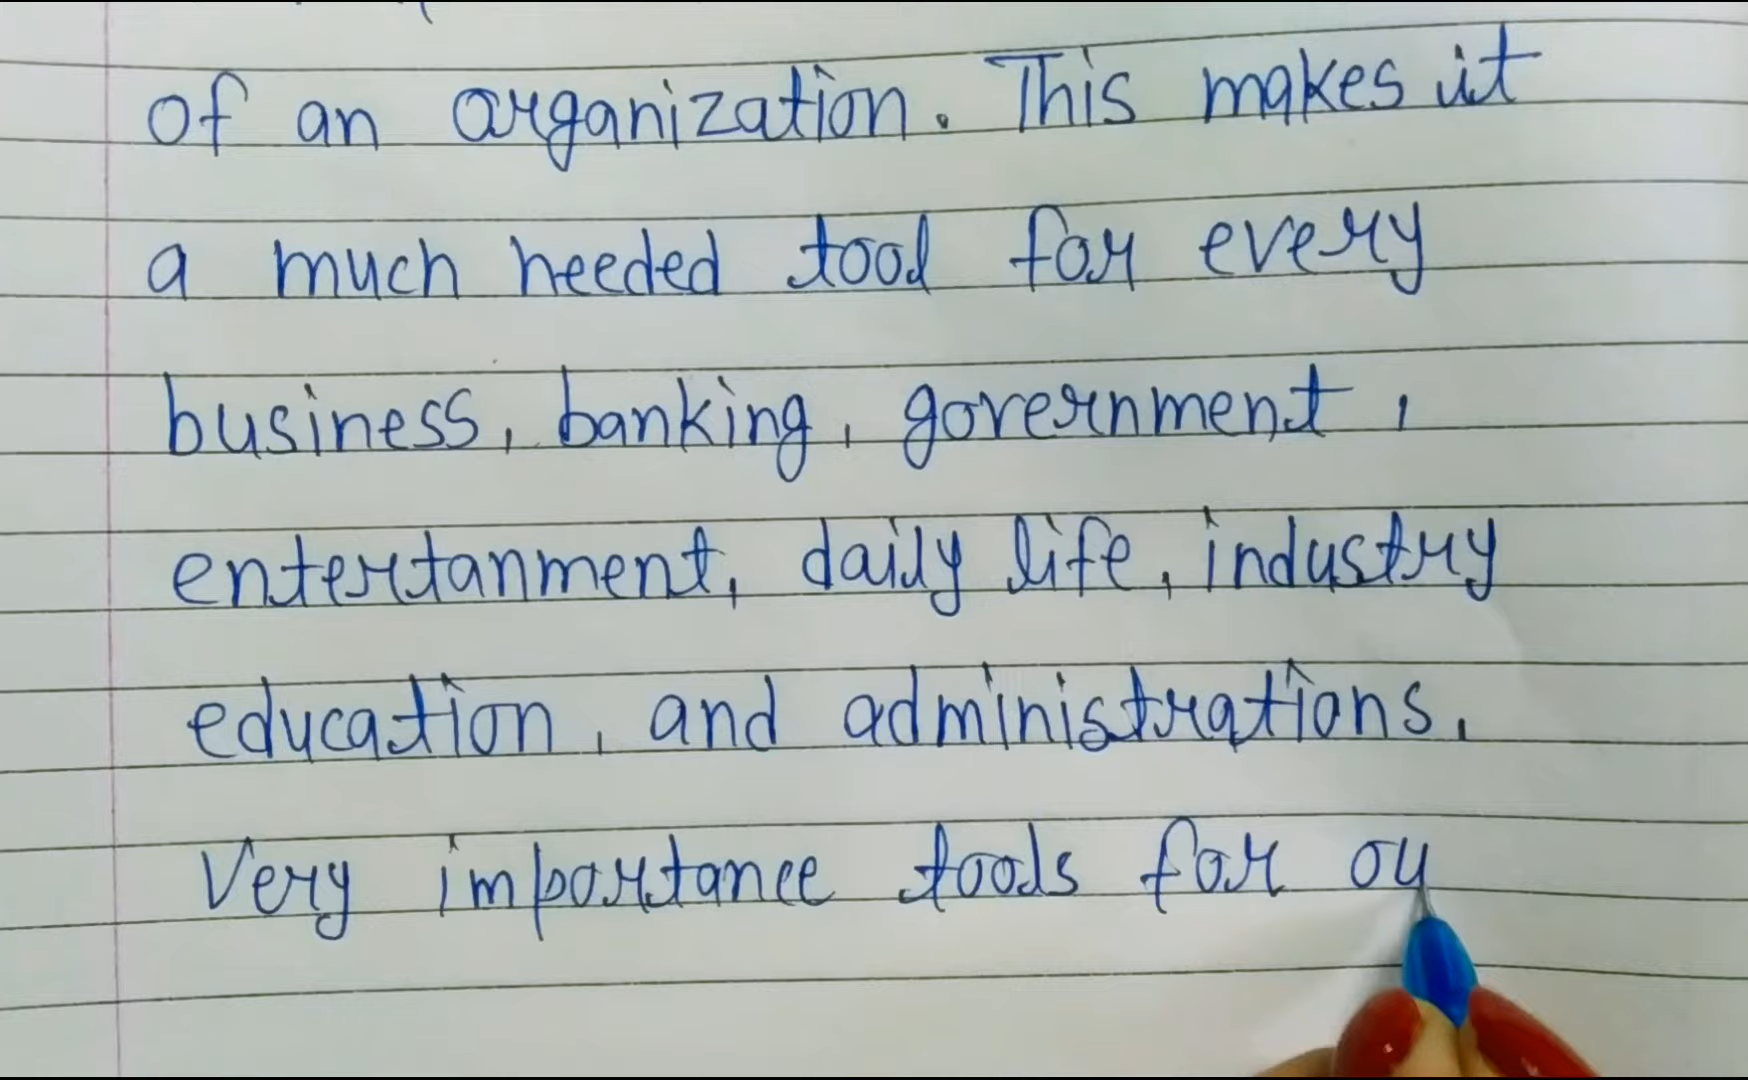 of an organization. This makes it
a much needed tool for every
business, banking, government,
entertanment, daily life, industry
education, and administrations.
Very importance tools for ou